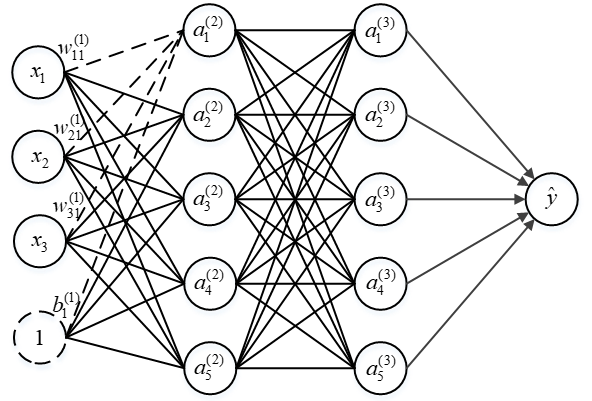 w₁₁⁽¹⁾
x₁
w₂₁⁽¹⁾
x₂
w₃₁⁽¹⁾
x₃
b₁⁽¹⁾
1
a₁⁽²⁾
a₂⁽²⁾
a₃⁽²⁾
a₄⁽²⁾
a₅⁽²⁾
a₁⁽³⁾
a₂⁽³⁾
a₃⁽³⁾
a₄⁽³⁾
a₅⁽³⁾
ŷ